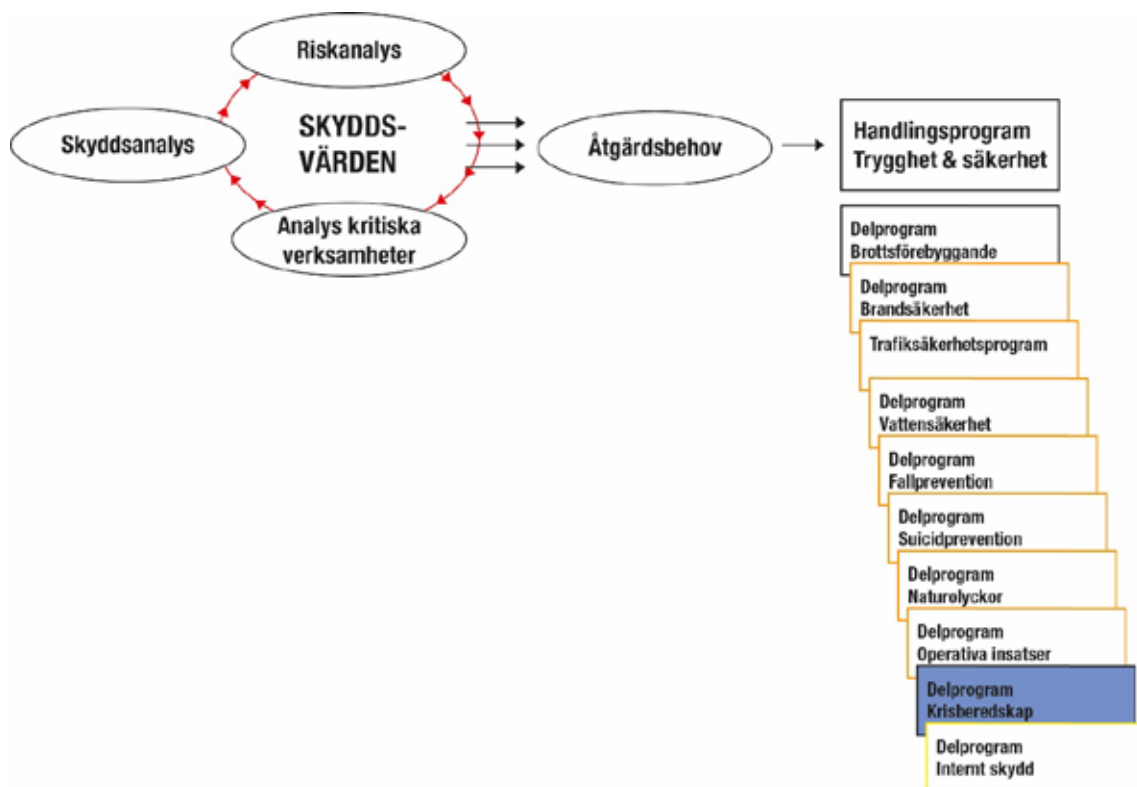 Riskanalys
Skyddsanalys
SKYDDS-
VÄRDEN
Analys kritiska
verksamheter
Åtgärdsbehov
Handlingsprogram
Trygghet & säkerhet
Delprogram
Brottsförebyggande
Delprogram
Brandsäkerhet
Trafiksäkerhetsprogram
Delprogram
Vattensäkerhet
Delprogram
Fallprevention
Delprogram
Suicidprevention
Delprogram
Naturolyckor
Delprogram
Operativa insatser
Delprogram
Krisberedskap
Delprogram
Internt skydd